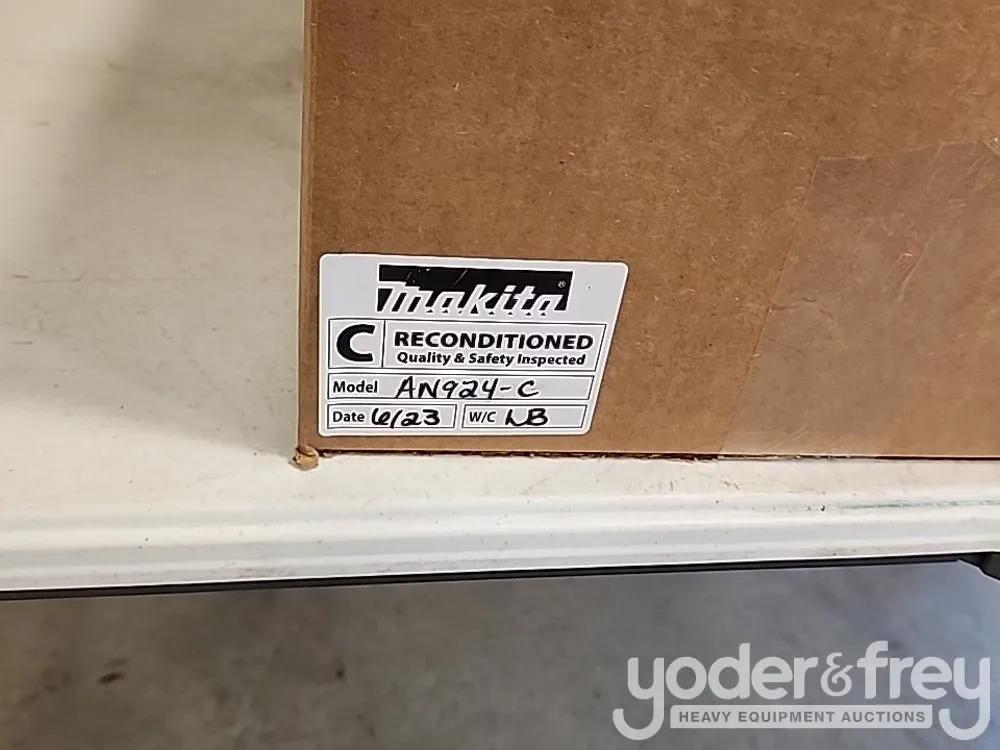 makita®
C RECONDITIONED
Quality & Safety Inspected
Model AN924-C
Date 6/23 W/C LB
yoder&frey
HEAVY EQUIPMENT AUCTIONS